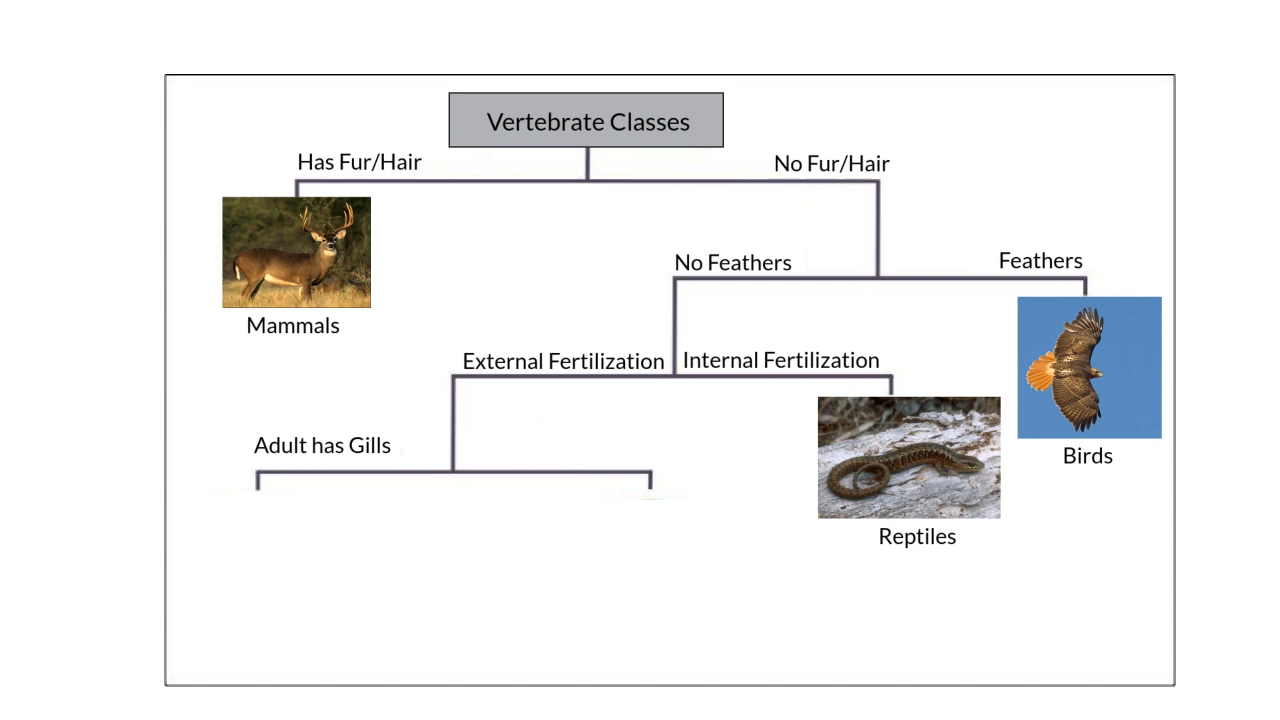 Vertebrate Classes
Has Fur/Hair
No Fur/Hair
No Feathers
Feathers
Mammals
External Fertilization
Internal Fertilization
Adult has Gills
Birds
Reptiles